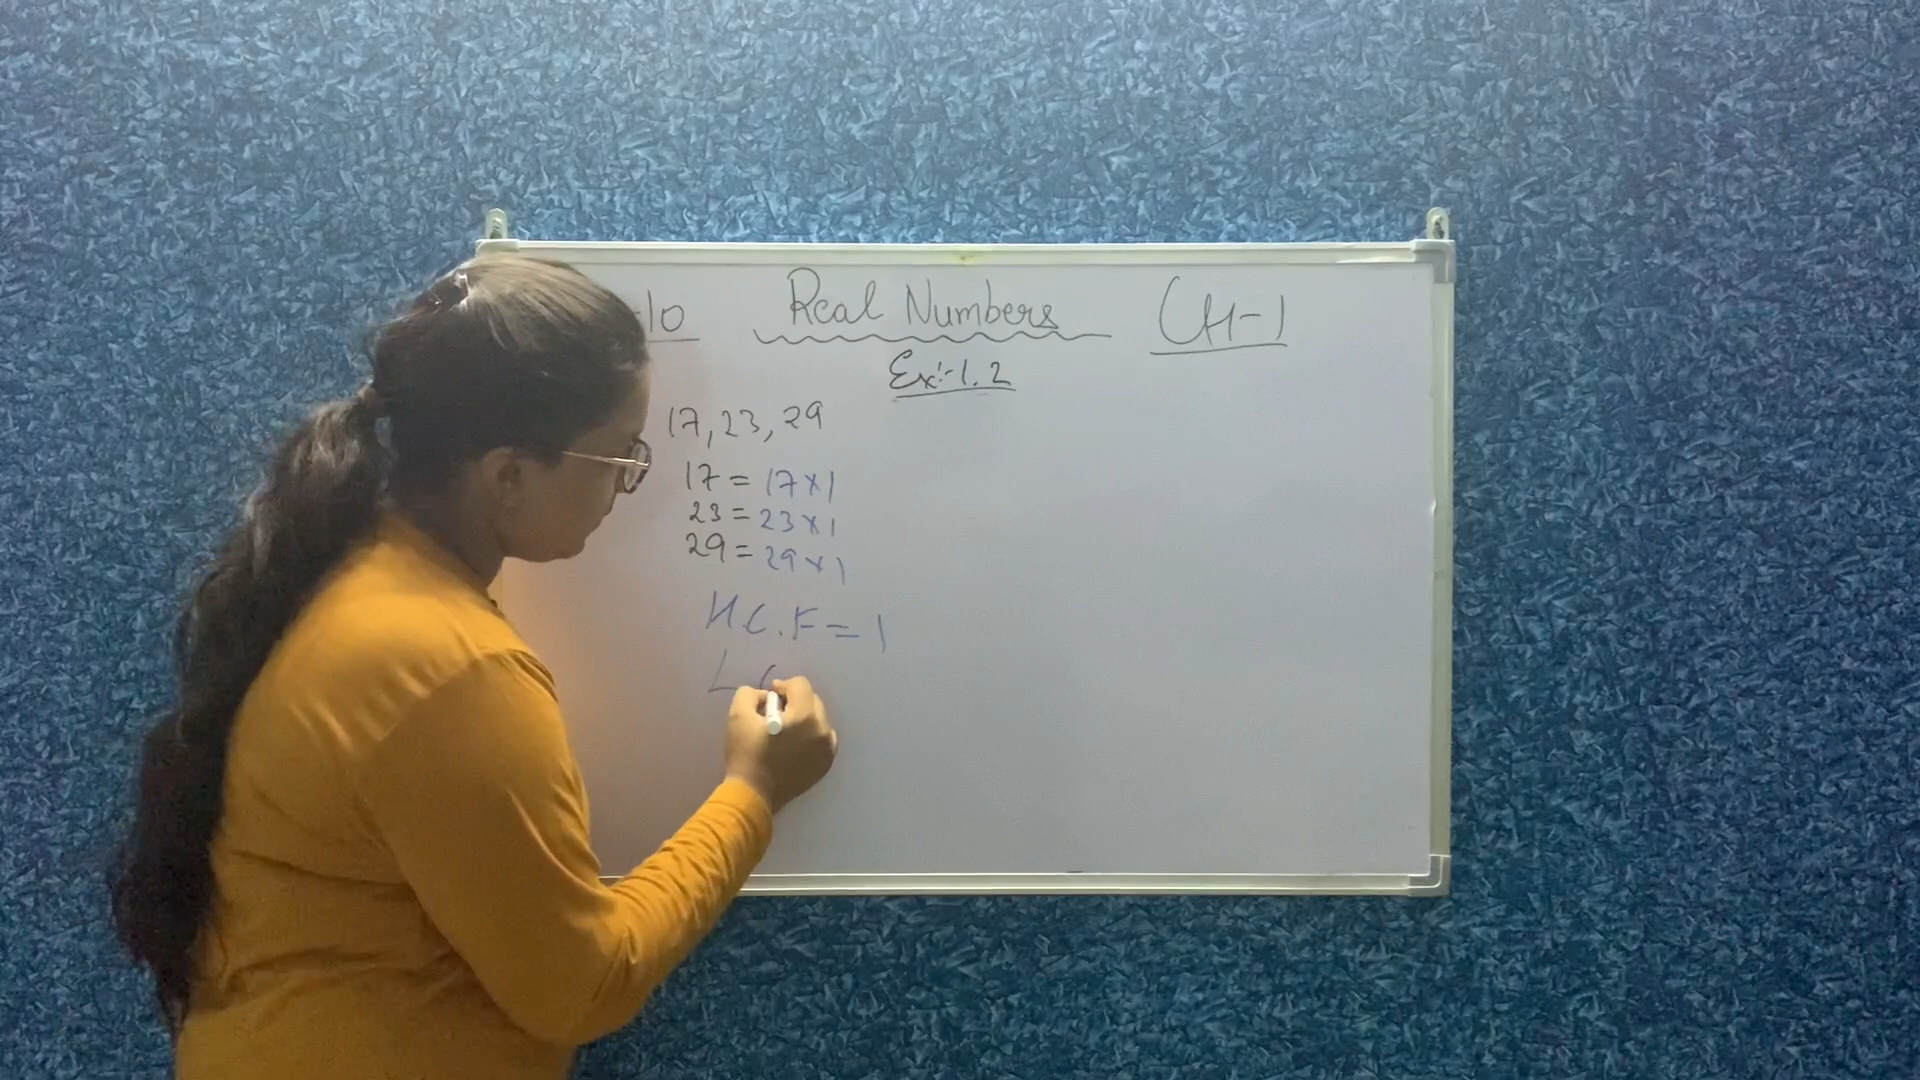 -10 Real Numbers CH-1
Ex:-1.2
17, 23, 29
17 = 17×1
23 = 23×1
29 = 29×1
H.C.F = 1
L C